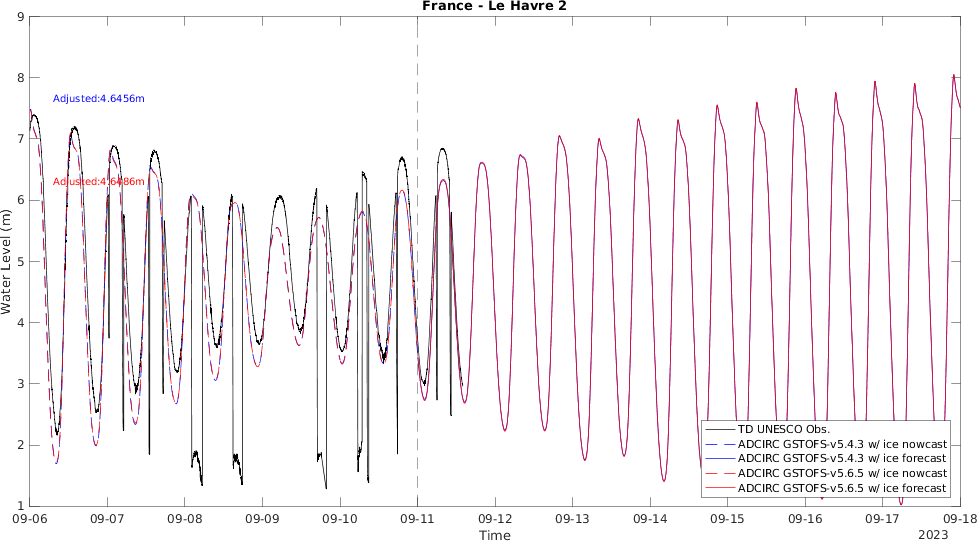 France - Le Havre 2
9
8
7
6
5
4
3
2
1
Water Level (m)
Adjusted:4.6456m
Adjusted:4.6486m
TD UNESCO Obs.
ADCIRC GSTOFS-v5.4.3 w/ ice nowcast
ADCIRC GSTOFS-v5.4.3 w/ ice forecast
ADCIRC GSTOFS-v5.6.5 w/ ice nowcast
ADCIRC GSTOFS-v5.6.5 w/ ice forecast
09-06 09-07 09-08 09-09 09-10 09-11 09-12 09-13 09-14 09-15 09-16 09-17 09-18
Time
2023